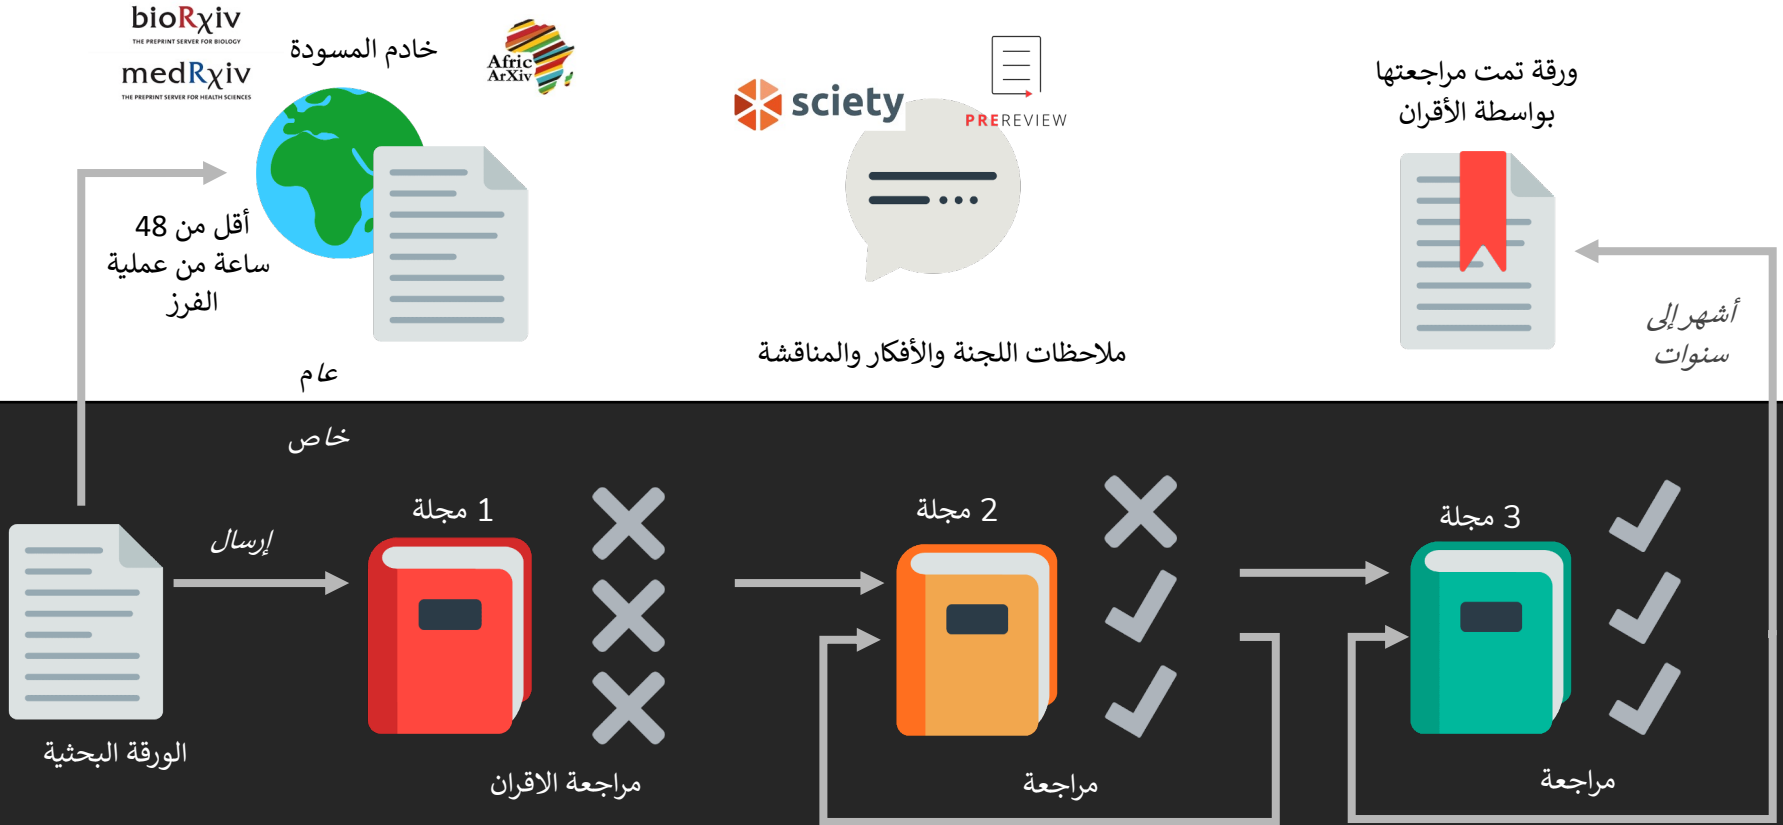 bioRχiv
THE PREPRINT SERVER FOR BIOLOGY
medRχiv
THE PREPRINT SERVER FOR HEALTH SCIENCES
خادم المسودة
Afric
ArXiv
sciety
PREREVIEW
ورقة تمت مراجعتها
بواسطة الأقران
أقل من 48
ساعة من عملية
الفرز
ملاحظات اللجنة والأفكار والمناقشة
أشهر إلى
سنوات
عام
خاص
إرسال
1 مجلة
2 مجلة
3 مجلة
الورقة البحثية
مراجعة الاقران
مراجعة
مراجعة